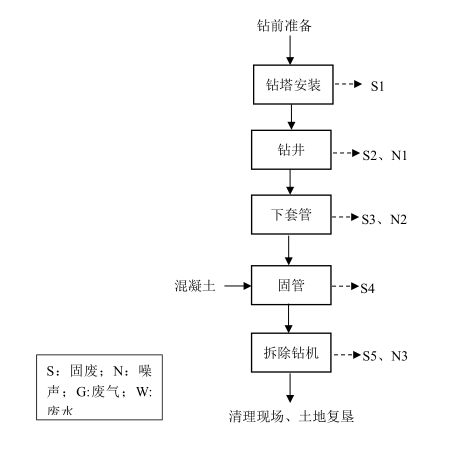 钻前准备
钻塔安装
S1
钻井
S2、N1
下套管
S3、N2
混凝土
固管
S4
拆除钻机
S5、N3
清理现场、土地复垦
S：固废；N：噪
声；G:废气；W:
废水